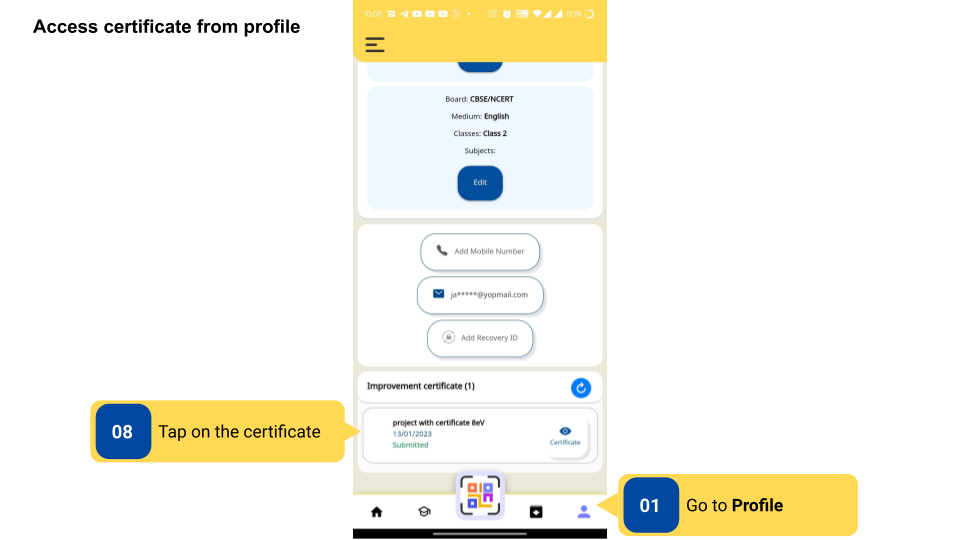 Access certificate from profile
10:05
60%
Board: CBSE/NCERT
Medium: English
Classes: Class 2
Subjects:
Edit
Add Mobile Number
ja*****@yopmail.com
Add Recovery ID
Improvement certificate (1)
project with certificate 8eV
13/01/2023
Submitted
Certificate
08 Tap on the certificate
01 Go to Profile